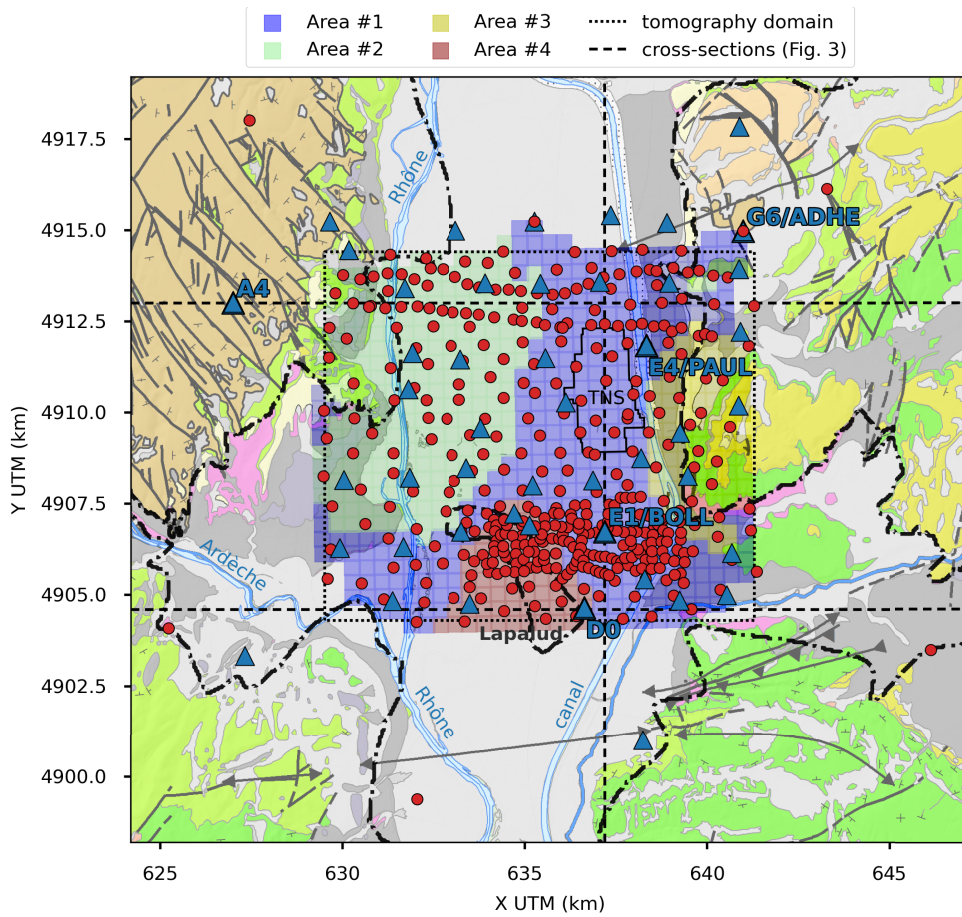 Area #1 Area #3 tomography domain
Area #2 Area #4 cross-sections (Fig. 3)
4917.5
4915.0
4912.5
4910.0
4907.5
4905.0
4902.5
4900.0
Y UTM (km)
Rhône
G6/ADHE
A4
E4/PAUL
TNS
E1/BOLL
Ardèche
D0
Lapalud
Rhône
canal
625 630 635 640 645
X UTM (km)